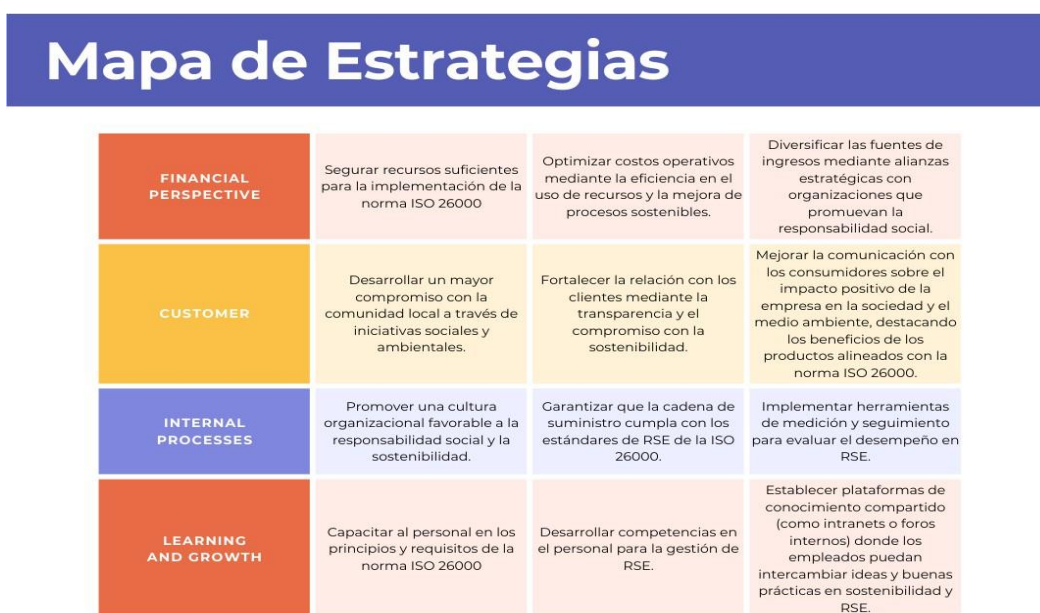 Mapa de Estrategias
FINANCIAL
PERSPECTIVE
Segurar recursos suficientes
para la implementación de la
norma ISO 26000
Optimizar costos operativos
mediante la eficiencia en el
uso de recursos y la mejora de
procesos sostenibles.
Diversificar las fuentes de
ingresos mediante alianzas
estratégicas con
organizaciones que
promuevan la
responsabilidad social.
CUSTOMER
Desarrollar un mayor
compromiso con la
comunidad local a través de
iniciativas sociales y
ambientales.
Fortalecer la relación con los
clientes mediante la
transparencia y el
compromiso con la
sostenibilidad.
Mejorar la comunicación con
los consumidores sobre el
impacto positivo de la
empresa en la sociedad y el
medio ambiente, destacando
los beneficios de los
productos alineados con la
norma ISO 26000.
INTERNAL
PROCESSES
Promover una cultura
organizacional favorable a la
responsabilidad social y la
sostenibilidad.
Garantizar que la cadena de
suministro cumpla con los
estándares de RSE de la ISO
26000.
Implementar herramientas
de medición y seguimiento
para evaluar el desempeño en
RSE.
LEARNING
AND GROWTH
Capacitar al personal en los
principios y requisitos de la
norma ISO 26000
Desarrollar competencias en
el personal para la gestión de
RSE.
Establecer plataformas de
conocimiento compartido
(como intranets o foros
internos) donde los
empleados puedan
intercambiar ideas y buenas
prácticas en sostenibilidad y
RSE.